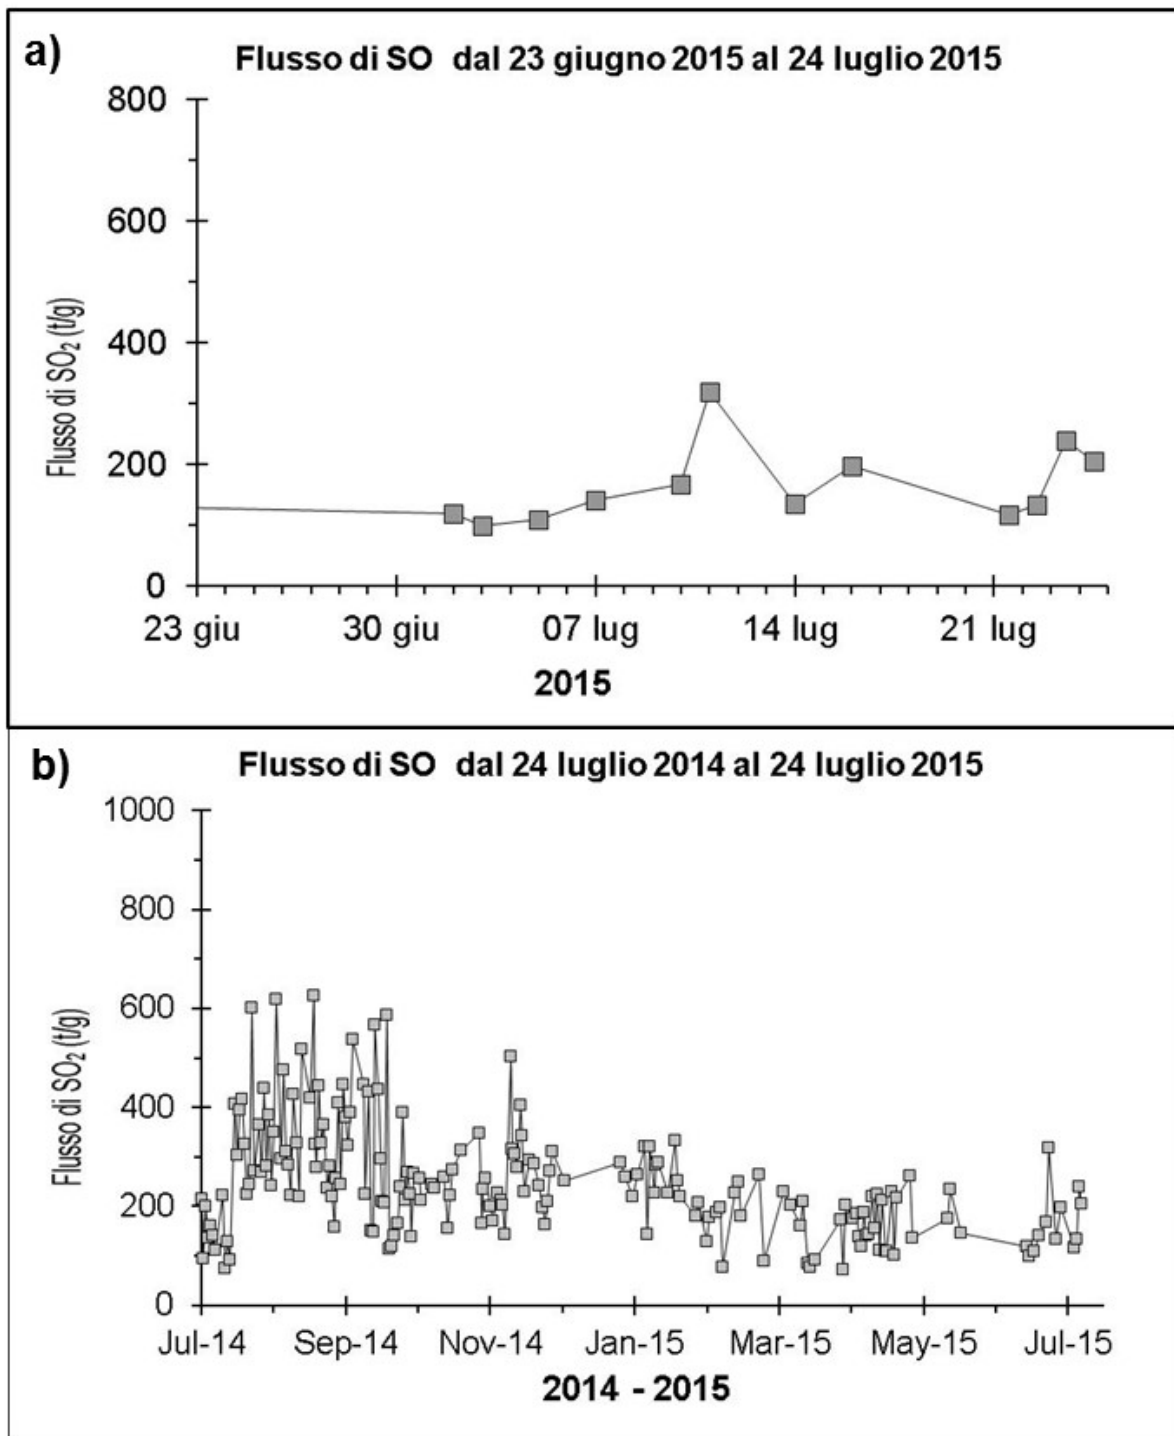 a)
Flusso di SO dal 23 giugno 2015 al 24 luglio 2015
800
600
400
200
0
Flusso di SO₂ (t/g)
23 giu 30 giu 07 lug 14 lug 21 lug
2015
b)
Flusso di SO dal 24 luglio 2014 al 24 luglio 2015
1000
800
600
400
200
0
Flusso di SO₂ (t/g)
Jul-14 Sep-14 Nov-14 Jan-15 Mar-15 May-15 Jul-15
2014 - 2015